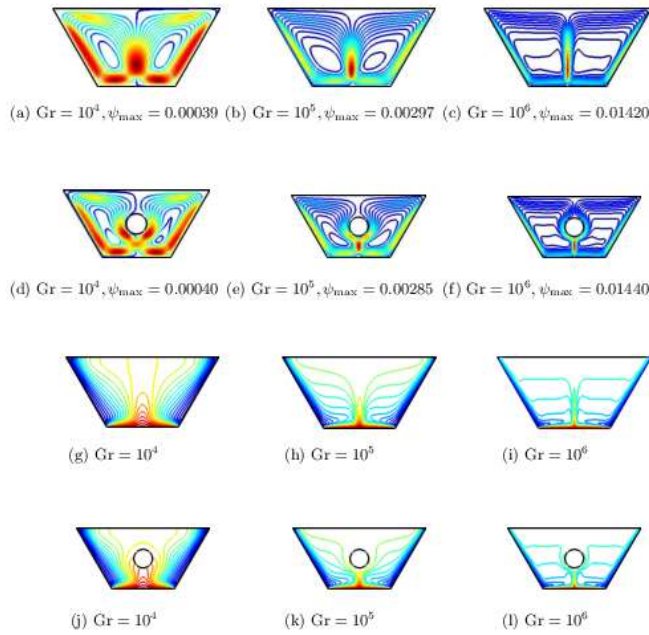 (a) Gr = 10⁴, ψmax = 0.00039 (b) Gr = 10⁵, ψmax = 0.00297 (c) Gr = 10⁶, ψmax = 0.01420
(d) Gr = 10⁴, ψmax = 0.00040 (e) Gr = 10⁵, ψmax = 0.00285 (f) Gr = 10⁶, ψmax = 0.01440
(g) Gr = 10⁴ (h) Gr = 10⁵ (i) Gr = 10⁶
(j) Gr = 10⁴ (k) Gr = 10⁵ (l) Gr = 10⁶